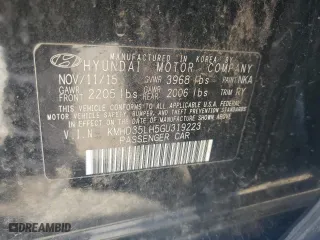 MANUFACTURED IN KOREA BY
HYUNDAI MOTOR COMPANY
NOV/11/15 GVWR 3968 lbs PAINT NKA
GAWR FRONT 2205 lbs GAWR REAR 2006 lbs TRIM RY
THIS VEHICLE CONFORMS TO ALL APPLICABLE U.S.A. FEDERAL
MOTOR VEHICLE SAFETY, BUMPER, AND THEFT PREVENTION
STANDARDS IN EFFECT ON THE DATE OF MANUFACTURE SHOWN ABOVE
V.I.N: KMHD35LH5GU319223
PASSENGER CAR